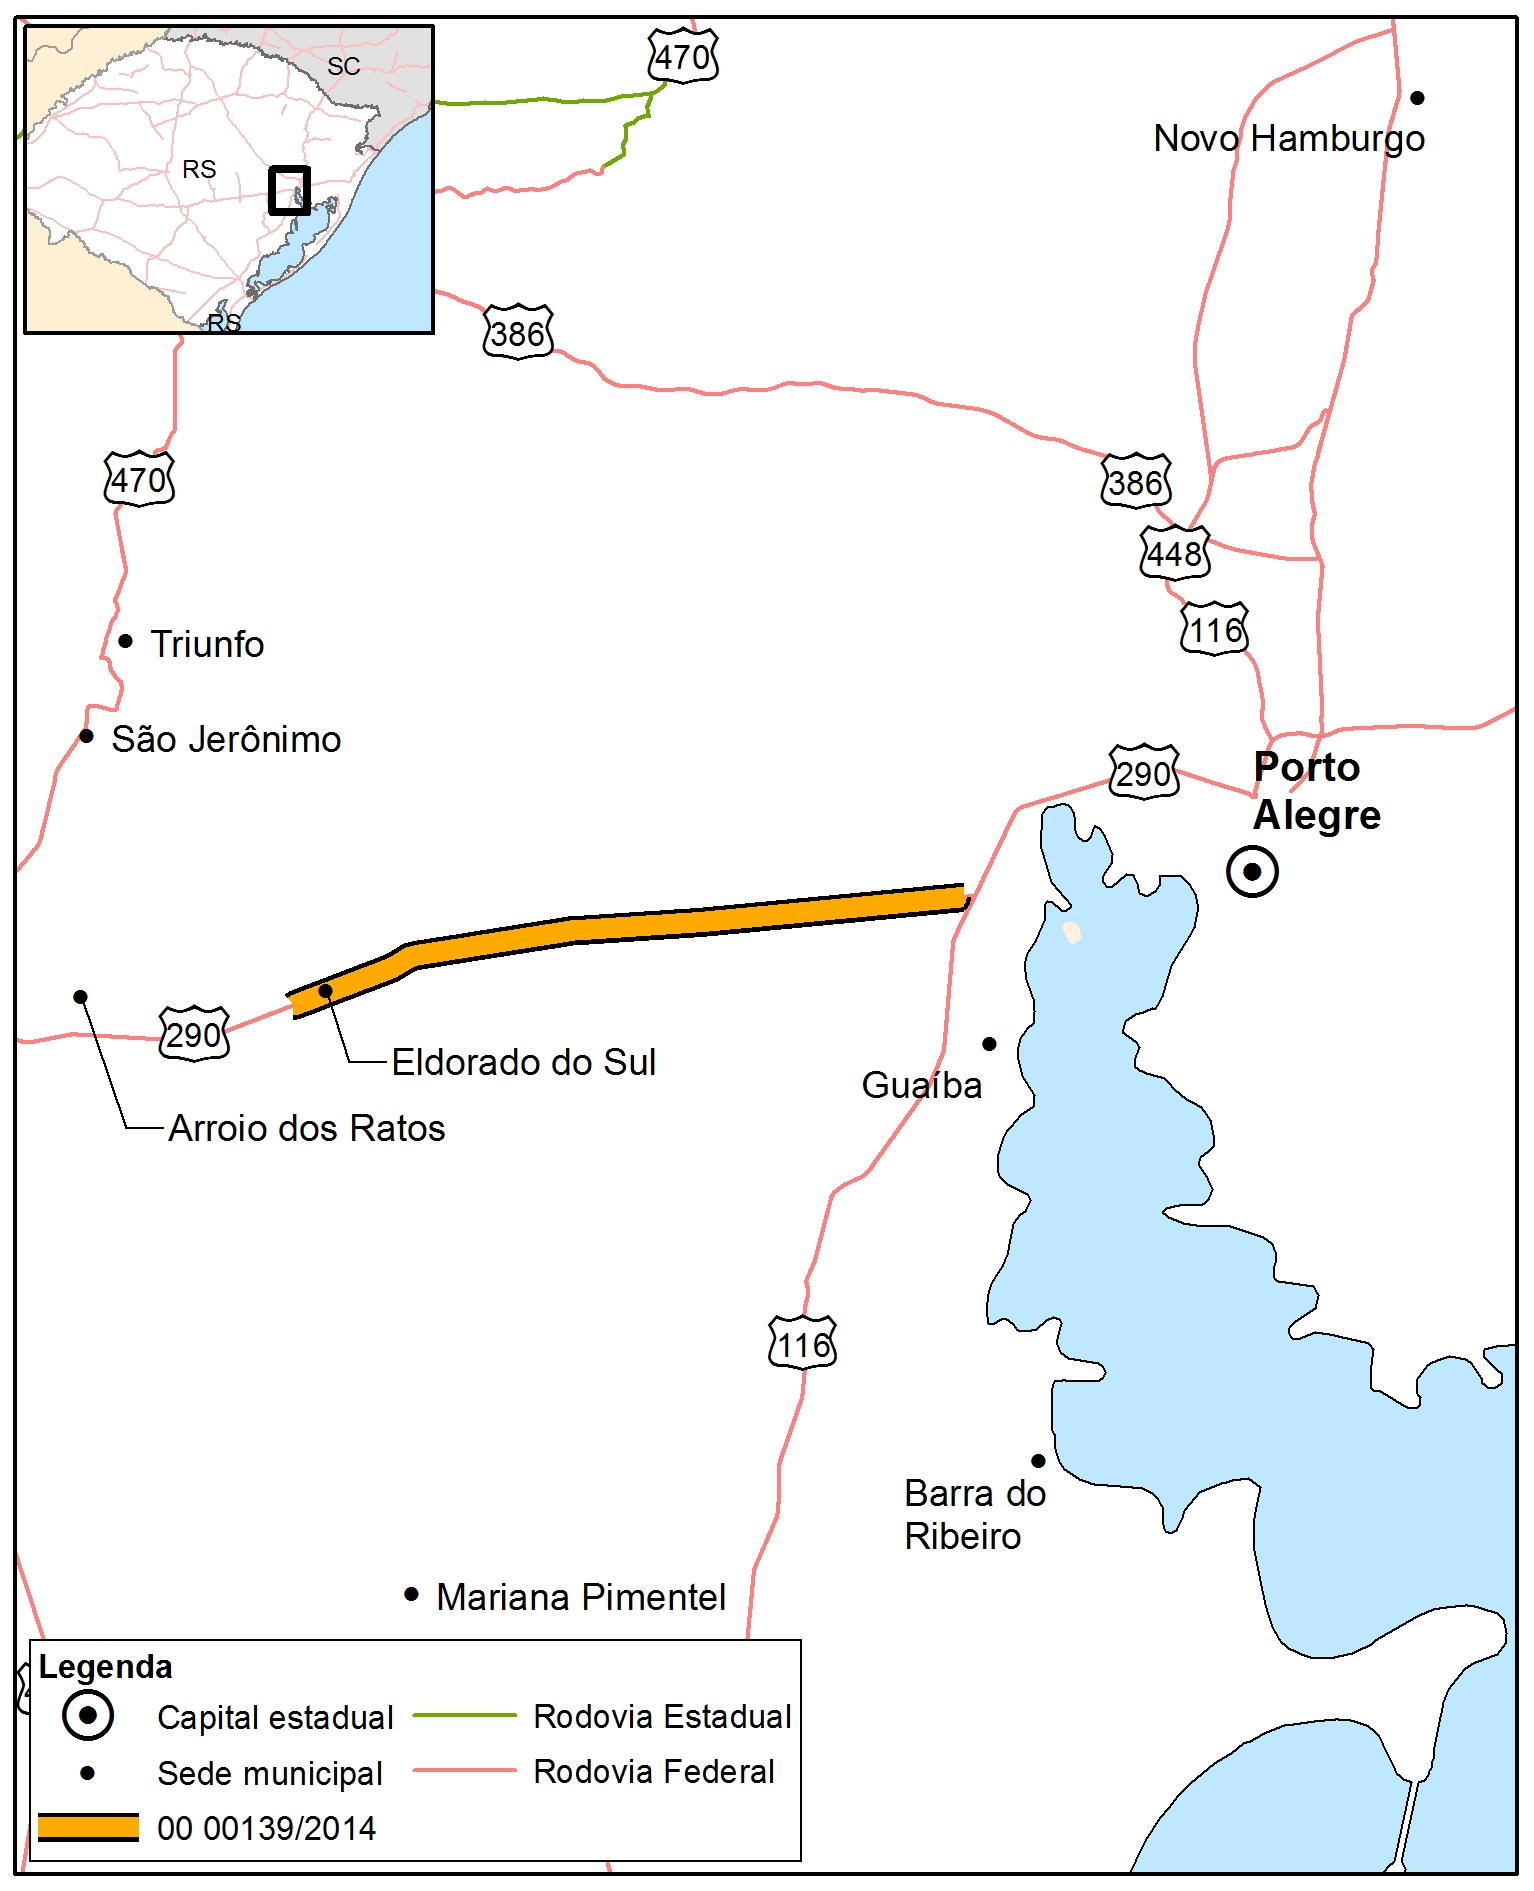 SC
RS
RS
470
Novo Hamburgo
386
470
386
448
116
Triunfo
São Jerônimo
290
Porto
Alegre
290
Eldorado do Sul
Guaíba
Arroio dos Ratos
116
Barra do
Ribeiro
Mariana Pimentel
Legenda
Capital estadual
Rodovia Estadual
Sede municipal
Rodovia Federal
00 00139/2014